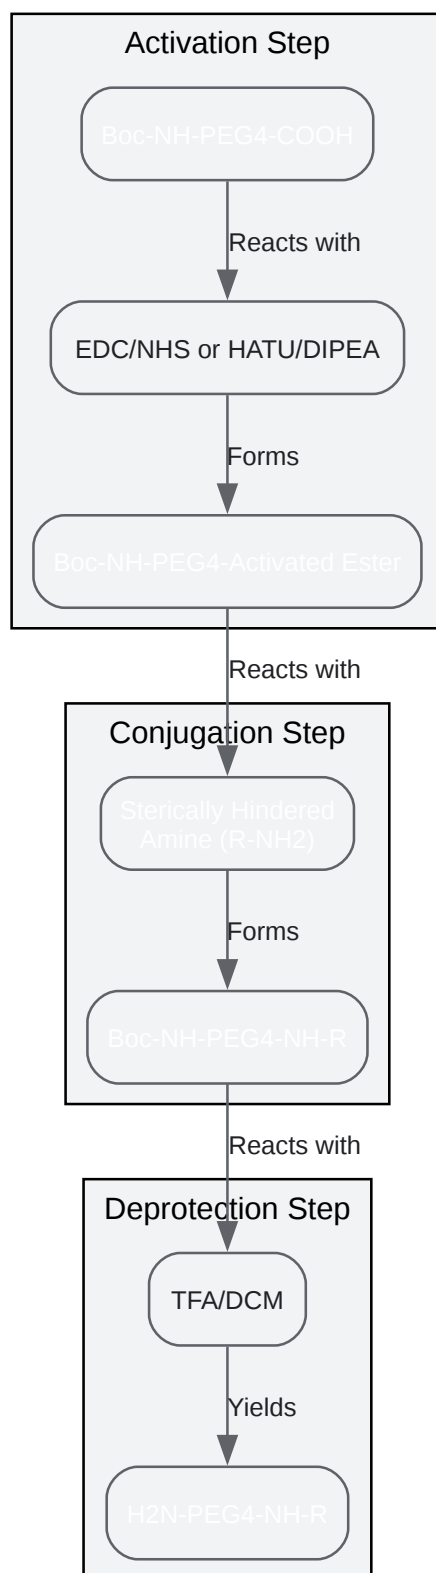 Activation Step
Boc-NH-PEG4-COOH
Reacts with
EDC/NHS or HATU/DIPEA
Forms
Boc-NH-PEG4-Activated Ester
Reacts with
Conjugation Step
Sterically Hindered
Amine (R-NH2)
Forms
Boc-NH-PEG4-NH-R
Reacts with
Deprotection Step
TFA/DCM
Yields
H2N-PEG4-NH-R